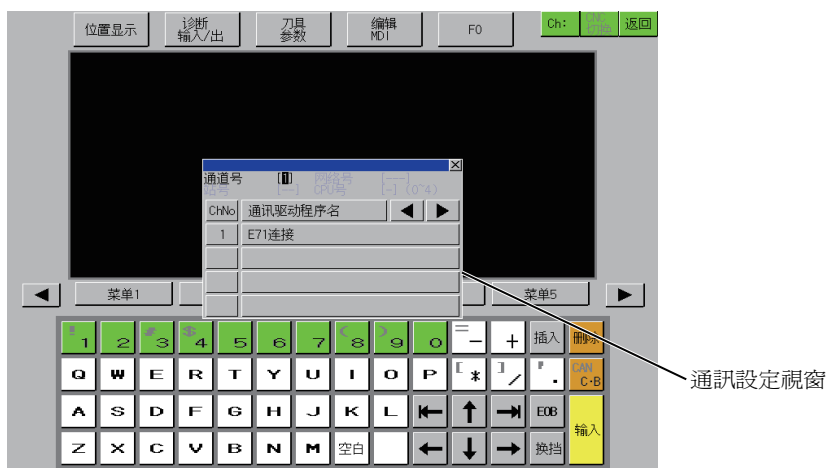 位置显示 诊断 刀具 编辑 F0 Ch: CNC 返回
输入/出 参数 MDI 切换
通道号 [1] 网络号 [---]
站号 [--] CPU号 [-] (0~4)
ChNo 通讯驱动程序名 ◀ ▶
1 E71连接
◀ 菜单1 菜单5 ▶
通訊設定視窗
! 1 2 # 3 $ 4 5 6 7 ( 8 ) 9 0 = - + 插入 删除
Q W E R T Y U I O P [ * ] / ' . CAN C·B
A S D F G H J K L ⇤ ↑ ⇥ EOB 输入
Z X C V B N M 空白 ← ↓ → 换挡